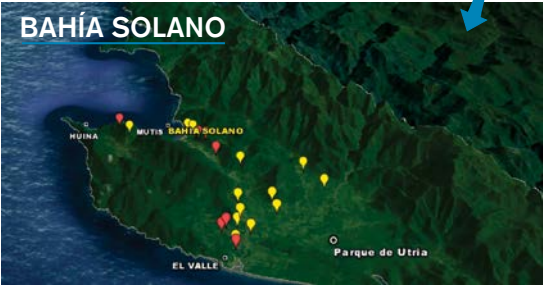 BAHÍA SOLANO
HUINA
MUTIS
BAHIA SOLANO
Parque de Utria
EL VALLE